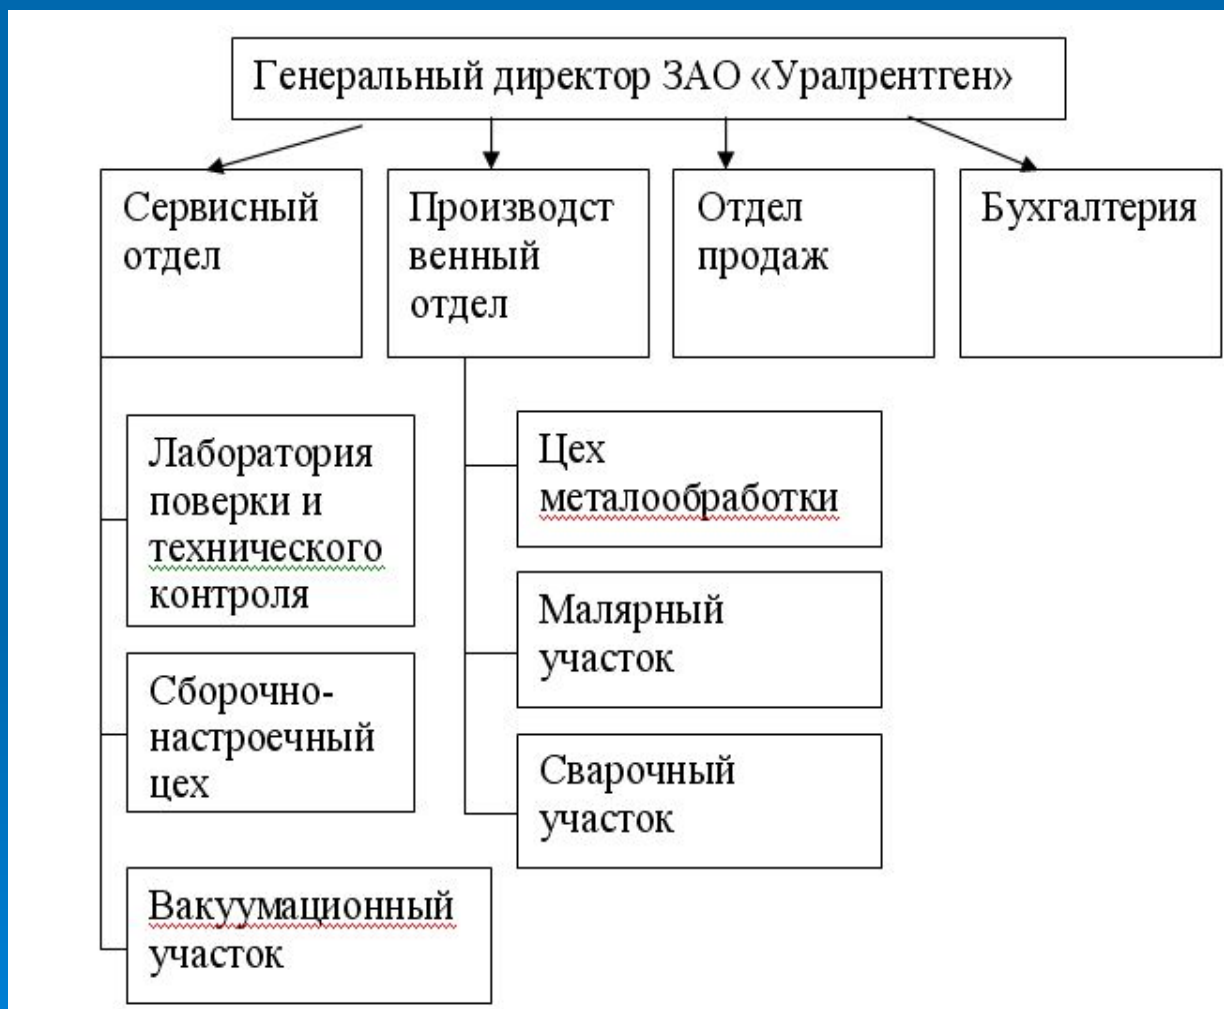 Генеральный директор ЗАО «Уралрентген»
Сервисный
отдел
Производст
венный
отдел
Отдел
продаж
Бухгалтерия
Лаборатория
поверки и
технического
контроля
Сборочно-
настроечный
цех
Вакуумационный
участок
Цех
металообработки
Малярный
участок
Сварочный
участок